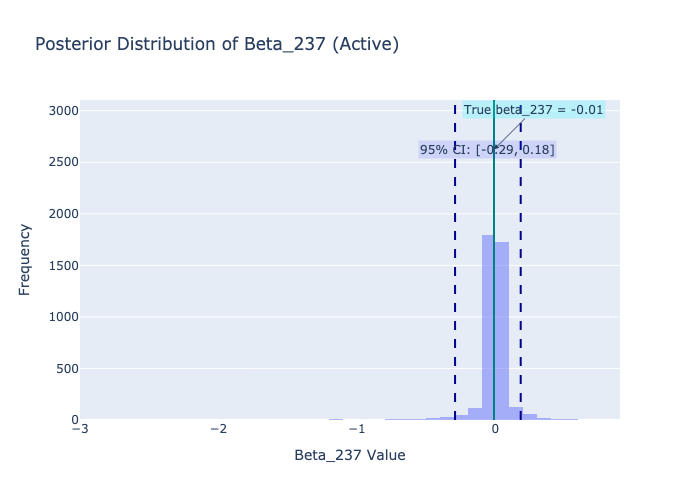 Posterior Distribution of Beta_237 (Active)
True beta_237 = -0.01
95% CI: [-0.29, 0.18]
3000
2500
2000
1500
1000
500
0
Frequency
−3
−2
−1
0
Beta_237 Value